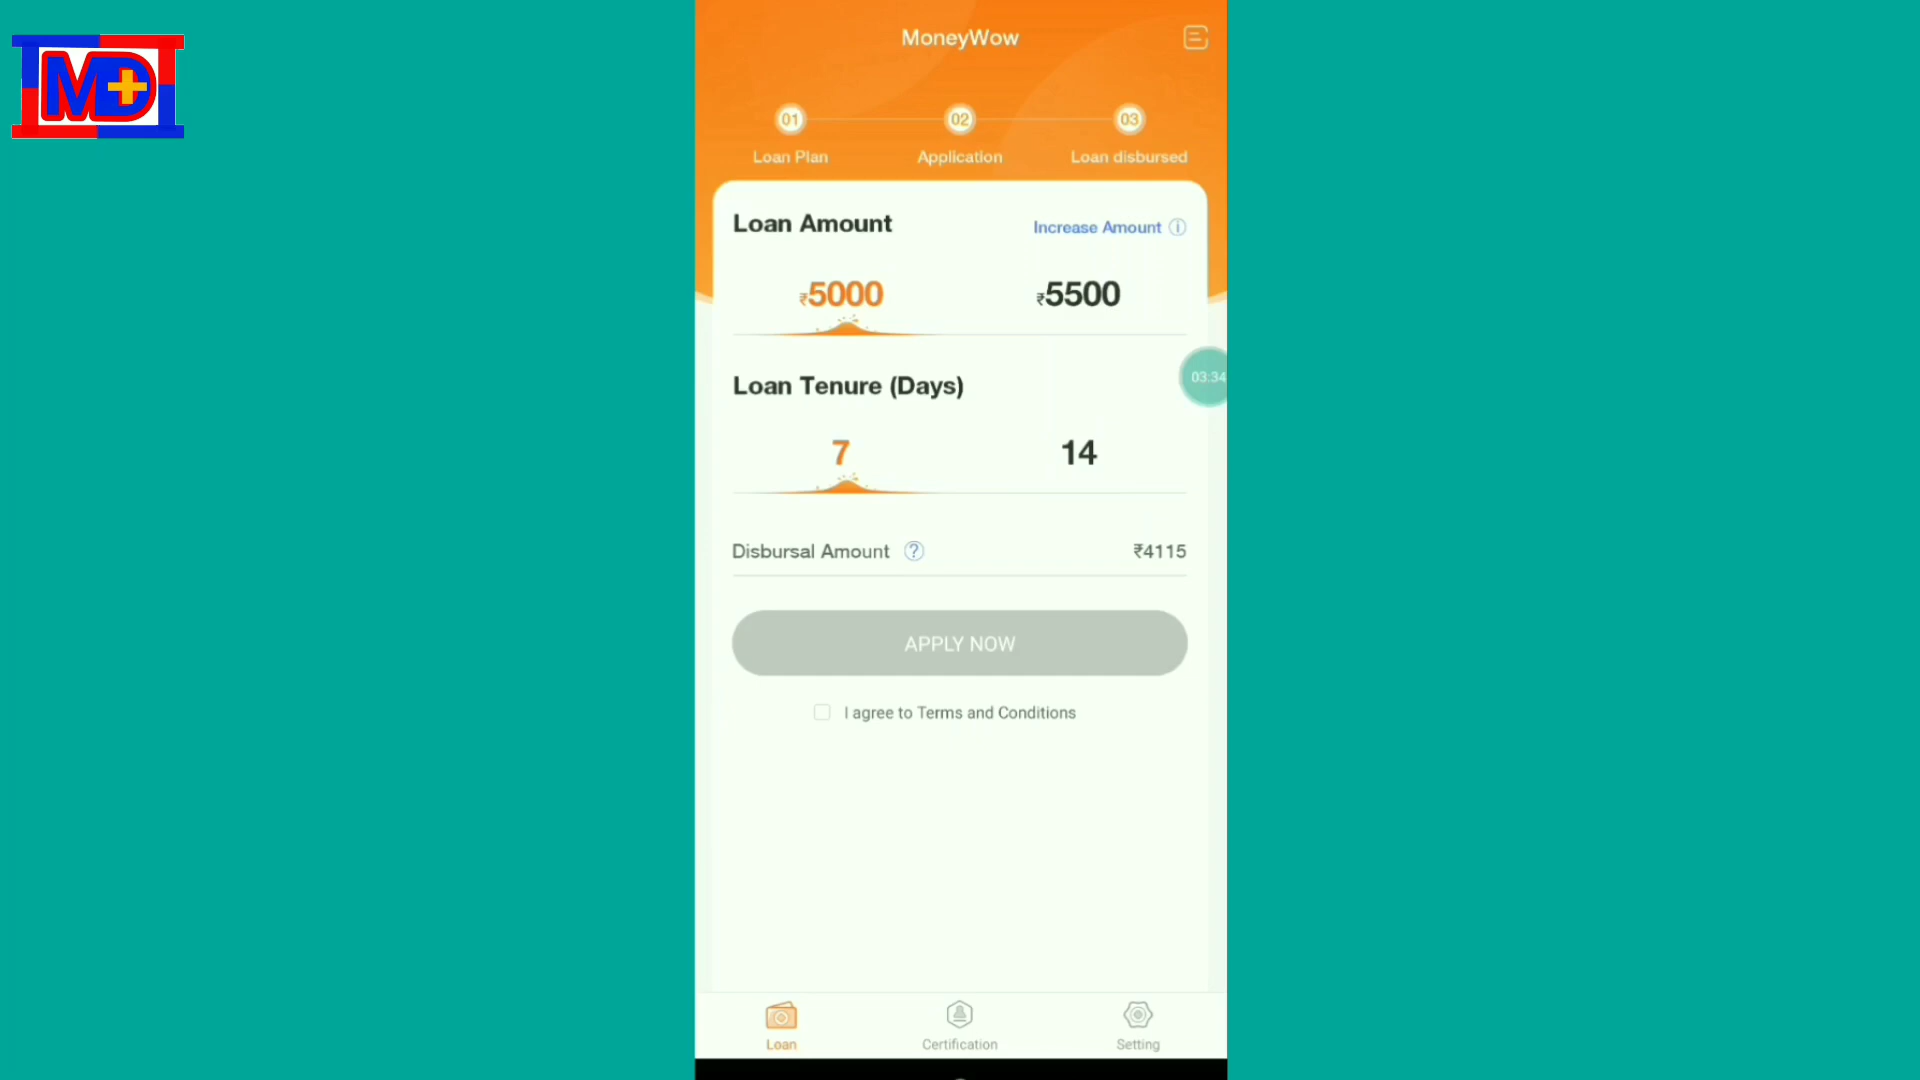 MD+
MoneyWow
01 02 03
Loan Plan Application Loan disbursed
Loan Amount Increase Amount
₹5000 ₹5500
03:34
Loan Tenure (Days)
7 14
Disbursal Amount ? ₹4115
APPLY NOW
I agree to Terms and Conditions
Loan Certification Setting